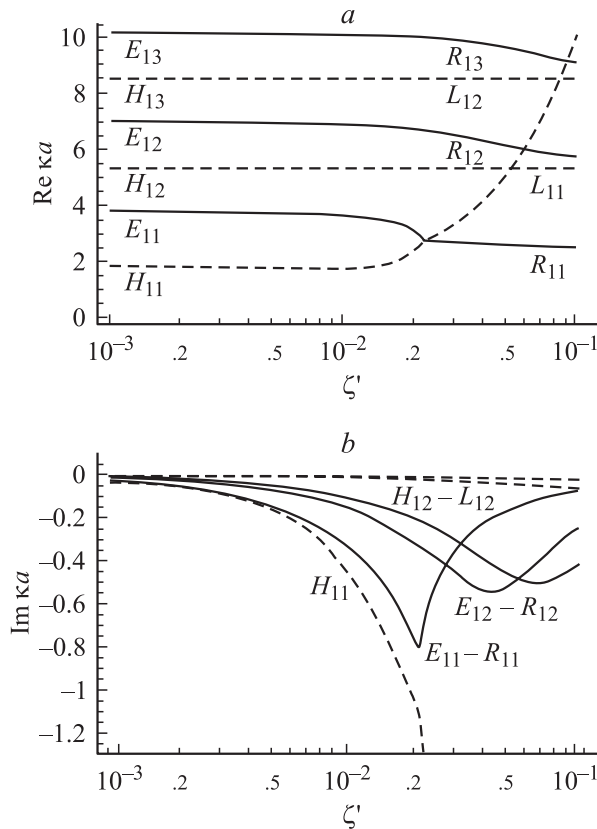 a
10
E13
R13
8
H13
L12
E12
R12
6
H12
L11
4
E11
R11
2
H11
0
Re κa
10⁻³ .2 .5 10⁻² .2 .5 10⁻¹
ζ'
b
0
H12 – L12
−0.2
−0.4
H11
E12 – R12
−0.6
E11 – R11
−0.8
−1
−1.2
Im κa
10⁻³ .2 .5 10⁻² .2 .5 10⁻¹
ζ'